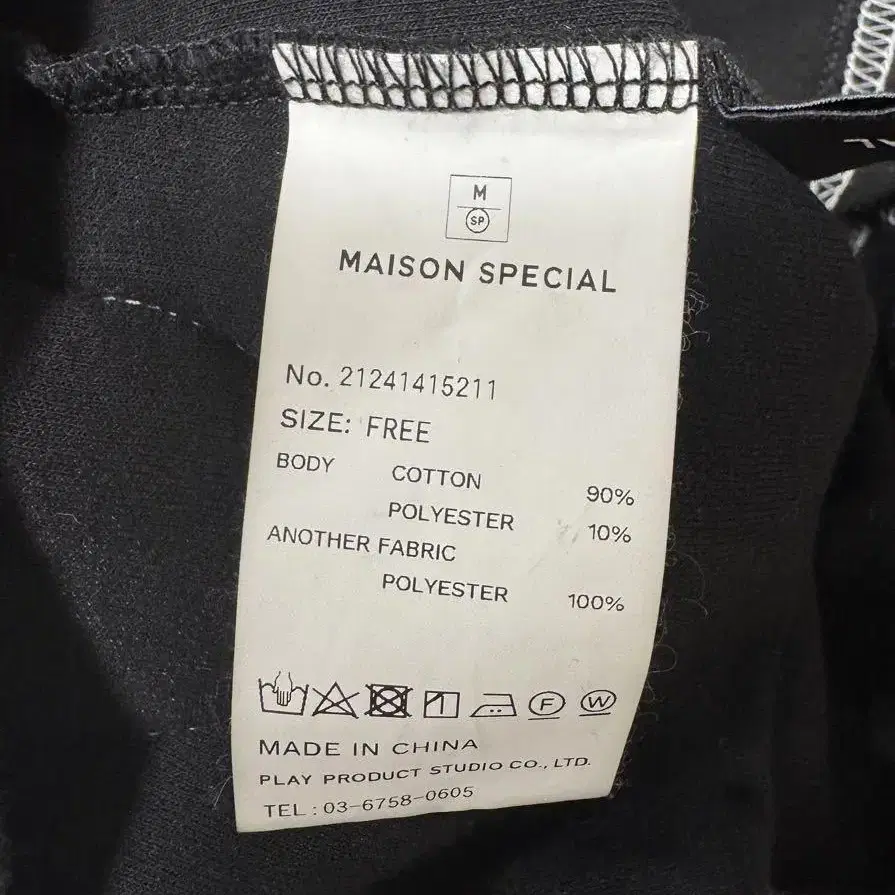 M
SP
MAISON SPECIAL
No. 21241415211
SIZE: FREE
BODY COTTON 90%
POLYESTER 10%
ANOTHER FABRIC
POLYESTER 100%
F W
MADE IN CHINA
PLAY PRODUCT STUDIO CO., LTD.
TEL : 03-6758-0605